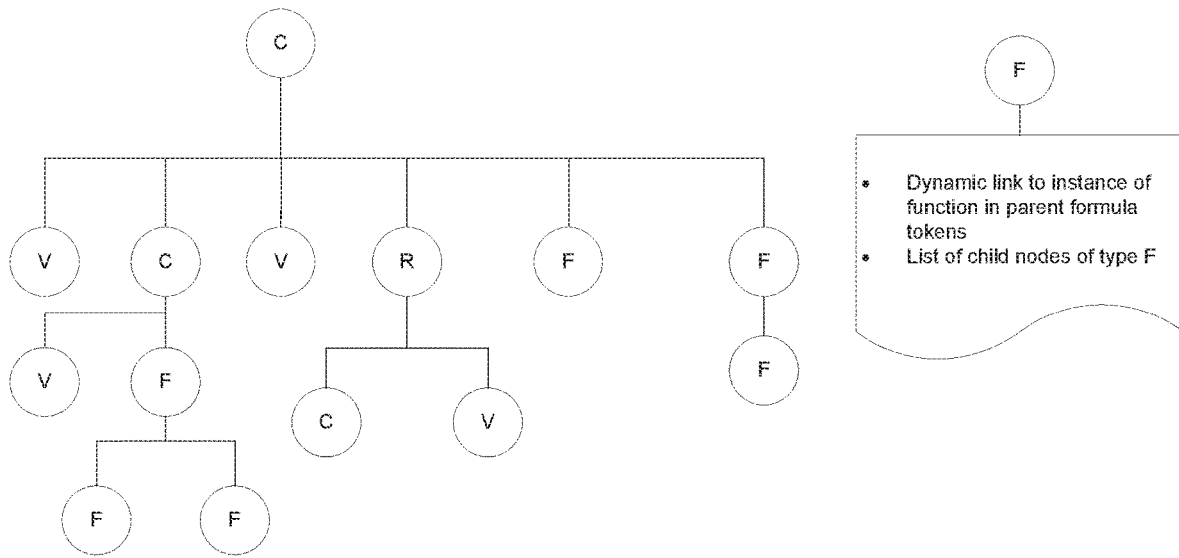 C
F
V
C
V
R
F
F
V
F
C
V
F
F
F
• Dynamic link to instance of
function in parent formula
tokens
• List of child nodes of type F